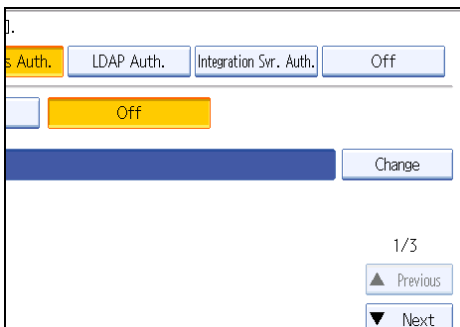 ].
s Auth. LDAP Auth. Integration Svr. Auth. Off
Off
Change
1/3
▲ Previous
▼ Next